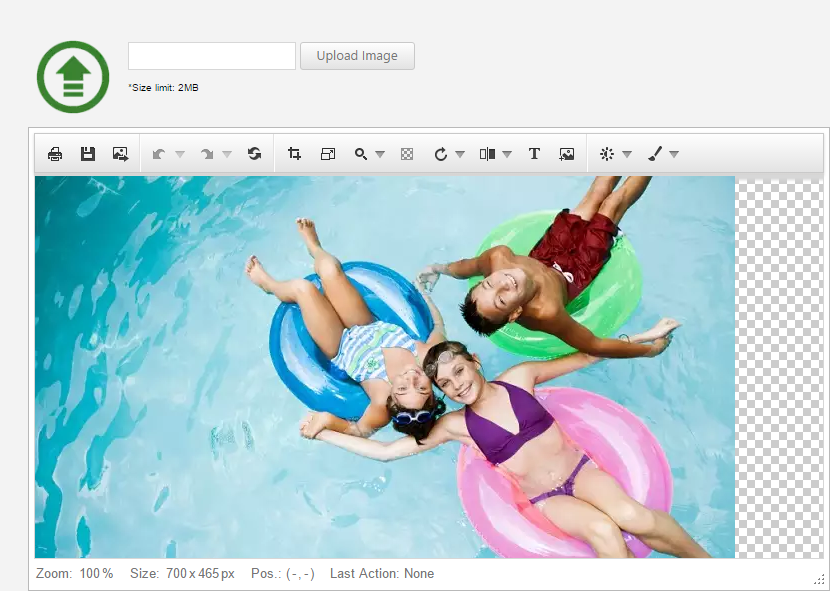 Upload Image
*Size limit: 2MB
T
Zoom: 100 % Size: 700 x 465 px Pos.: ( - , - ) Last Action: None